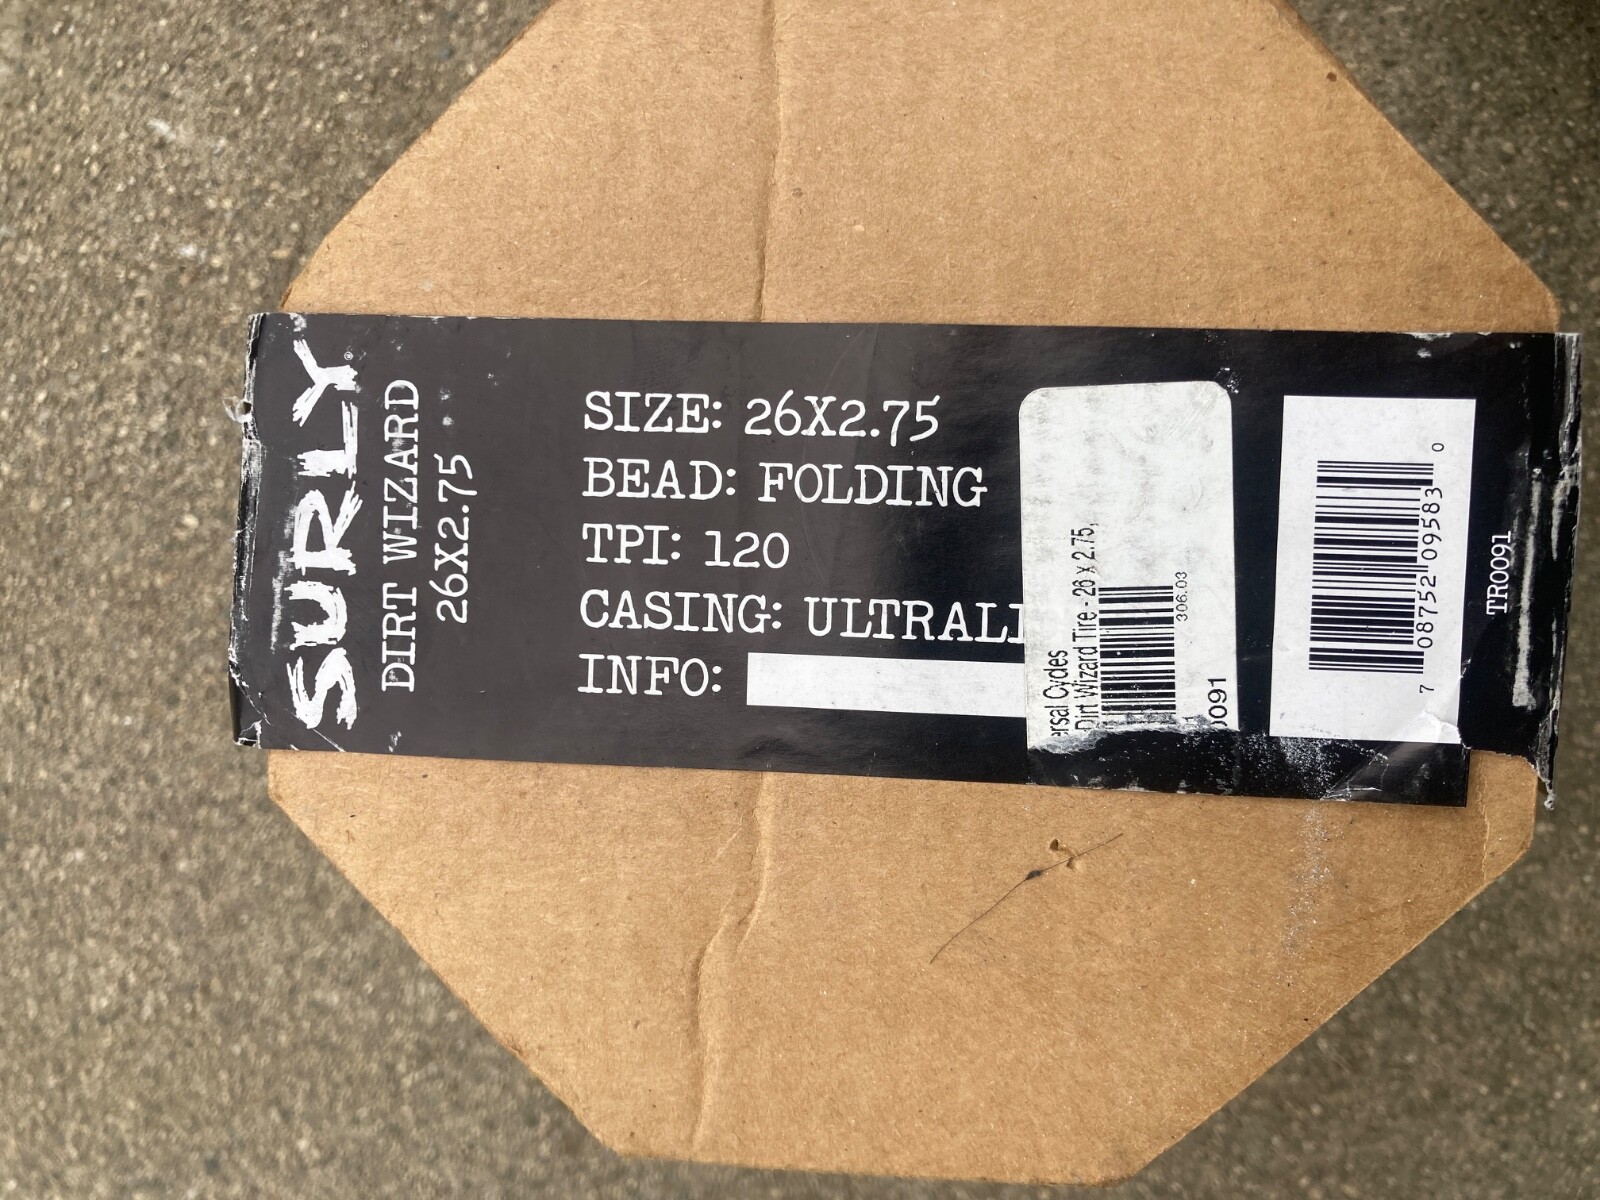 SURLY®
DIRT WIZARD
26X2.75
SIZE: 26X2.75
BEAD: FOLDING
TPI: 120
CASING: ULTRALI
INFO:
ersal Cycles
Dirt Wizard Tire - 26 x 2.75,
306.03
0091
7 08752 09583 0
TR0091